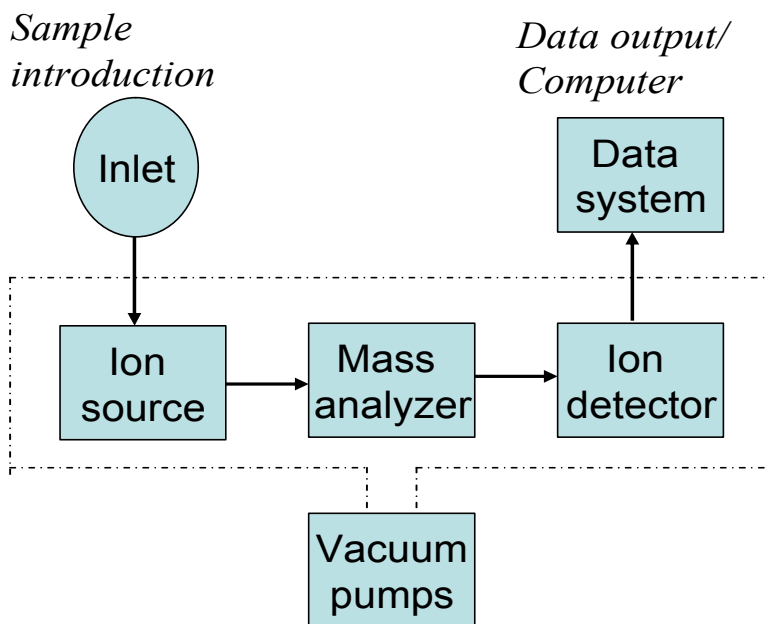 Sample
introduction
Data output/
Computer
Inlet
Data
system
Ion
source
Mass
analyzer
Ion
detector
Vacuum
pumps